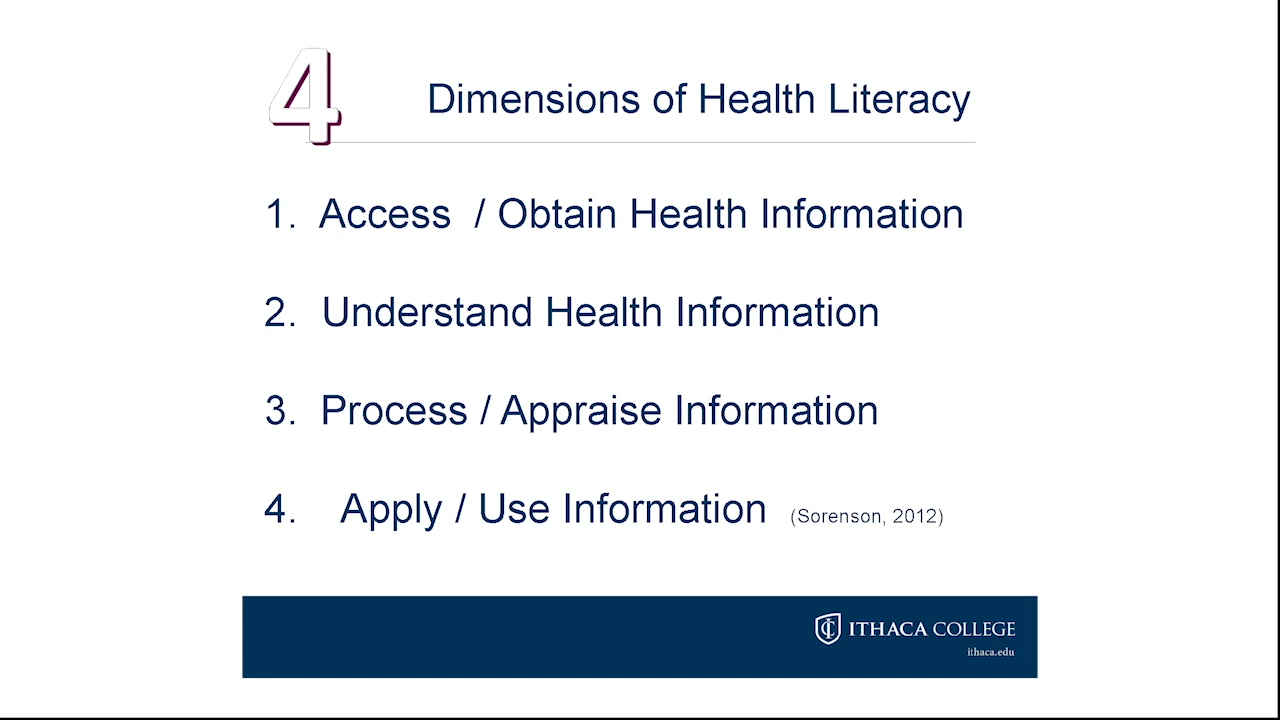 4 Dimensions of Health Literacy
1. Access / Obtain Health Information
2. Understand Health Information
3. Process / Appraise Information
4. Apply / Use Information (Sorenson, 2012)
ITHACA COLLEGE
ithaca.edu